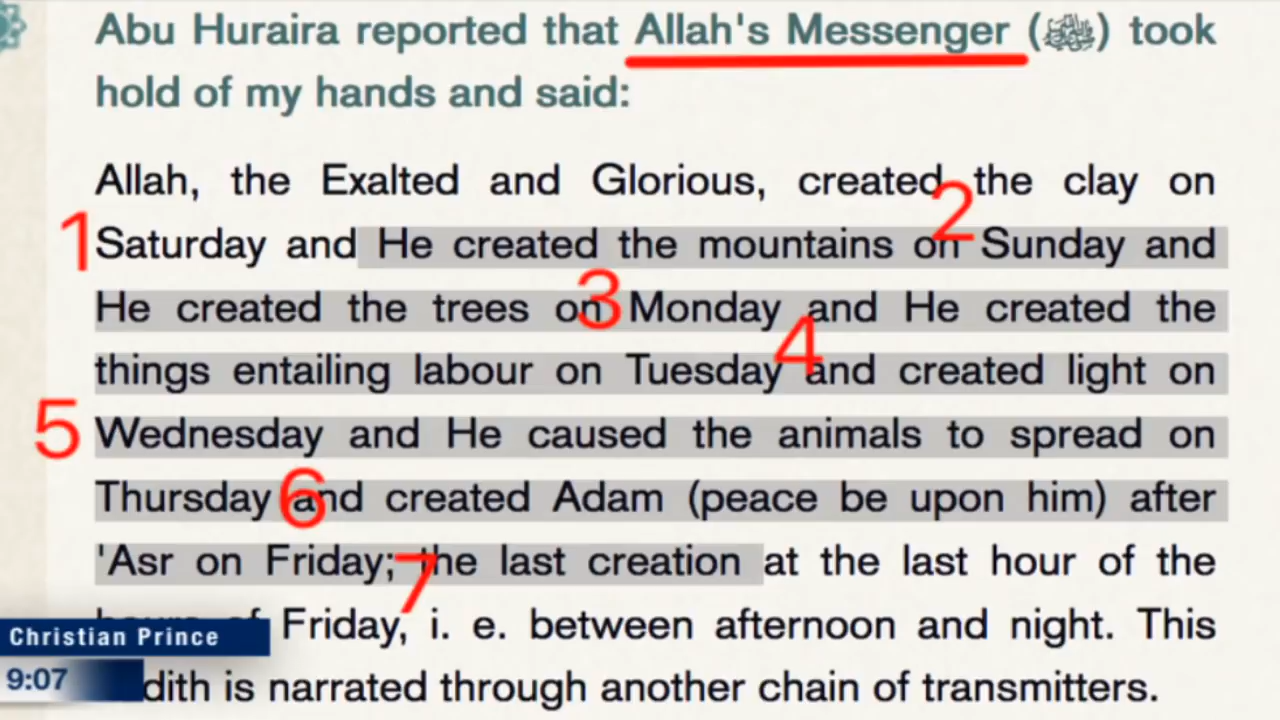 Abu Huraira reported that Allah's Messenger (ﷺ) took
hold of my hands and said:
Allah, the Exalted and Glorious, created the clay on
2
1 Saturday and He created the mountains on Sunday and
3
He created the trees on Monday and He created the
4
things entailing labour on Tuesday and created light on
5 Wednesday and He caused the animals to spread on
6
Thursday and created Adam (peace be upon him) after
'Asr on Friday; the last creation at the last hour of the
7
Friday, i. e. between afternoon and night. This
Christian Prince
9:07
dith is narrated through another chain of transmitters.